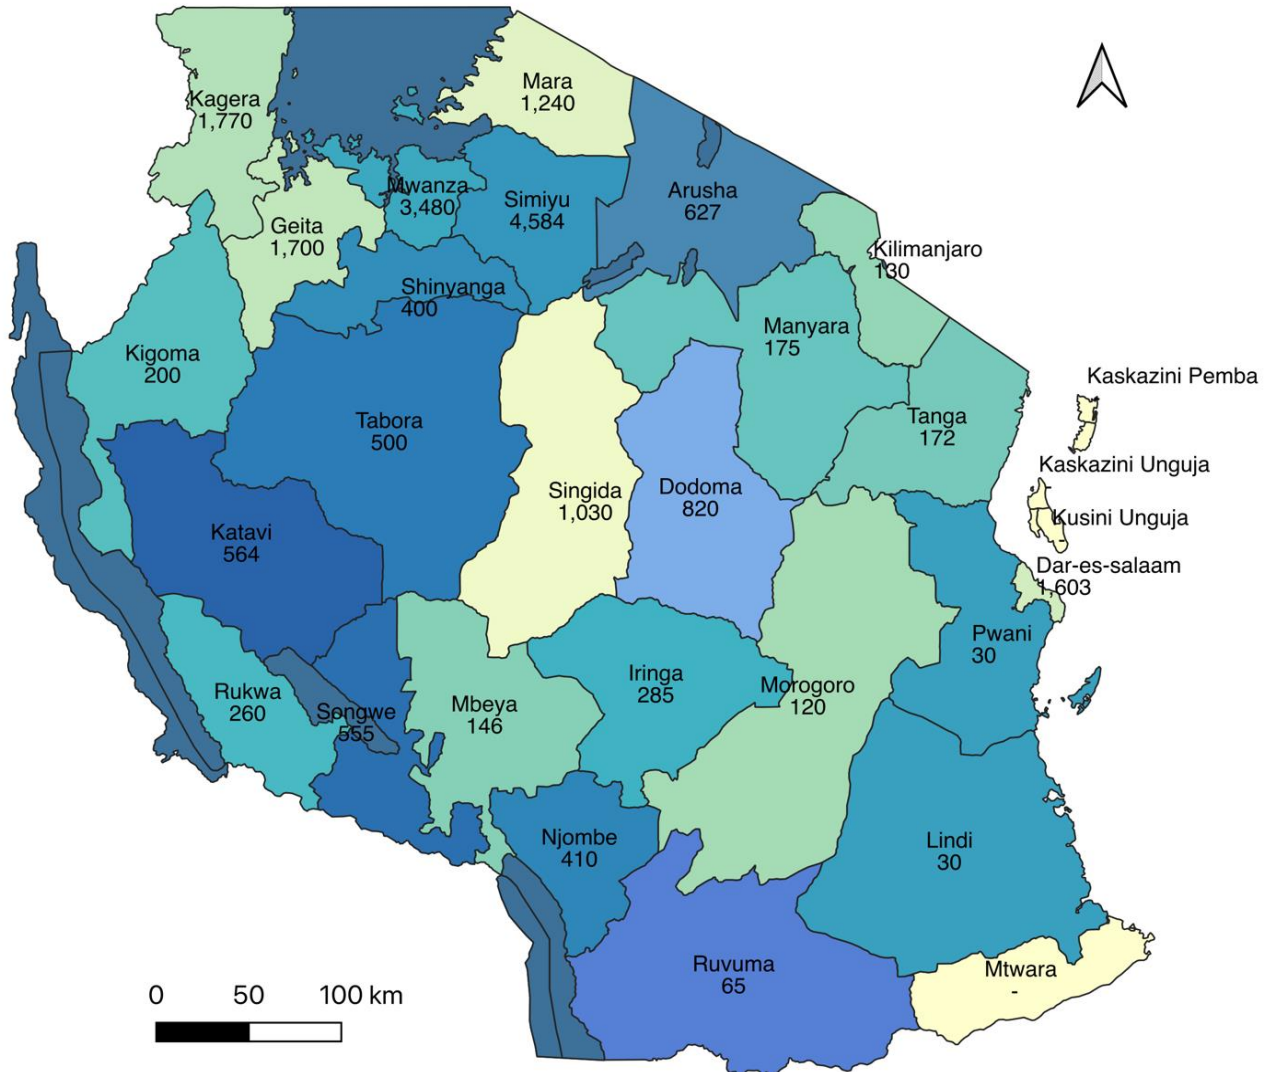 Mara
1,240
Kagera
1,770
Mwanza
3,480
Simiyu
4,584
Arusha
627
Geita
1,700
Kilimanjaro
130
Shinyanga
400
Manyara
175
Kigoma
200
Kaskazini Pemba
Tabora
500
Tanga
172
Kaskazini Unguja
-
Singida
1,030
Dodoma
820
Kusini Unguja
-
Katavi
564
Dar-es-salaam
1,603
Pwani
30
Rukwa
260
Songwe
555
Mbeya
146
Iringa
285
Morogoro
120
Njombe
410
Lindi
30
Ruvuma
65
Mtwara
-
0 50 100 km